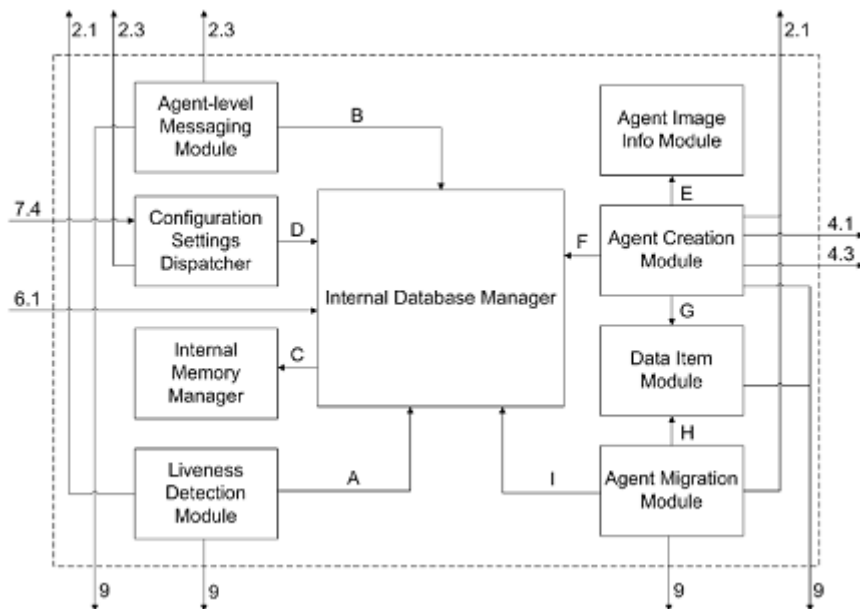 2.1
2.3
2.3
2.1
Agent-level
Messaging
Module
B
Agent Image
Info Module
E
7.4
Configuration
Settings
Dispatcher
D
F
Agent Creation
Module
4.1
4.3
6.1
Internal Database Manager
G
Internal
Memory
Manager
C
Data Item
Module
H
Liveness
Detection
Module
A
I
Agent Migration
Module
9
9
9
9